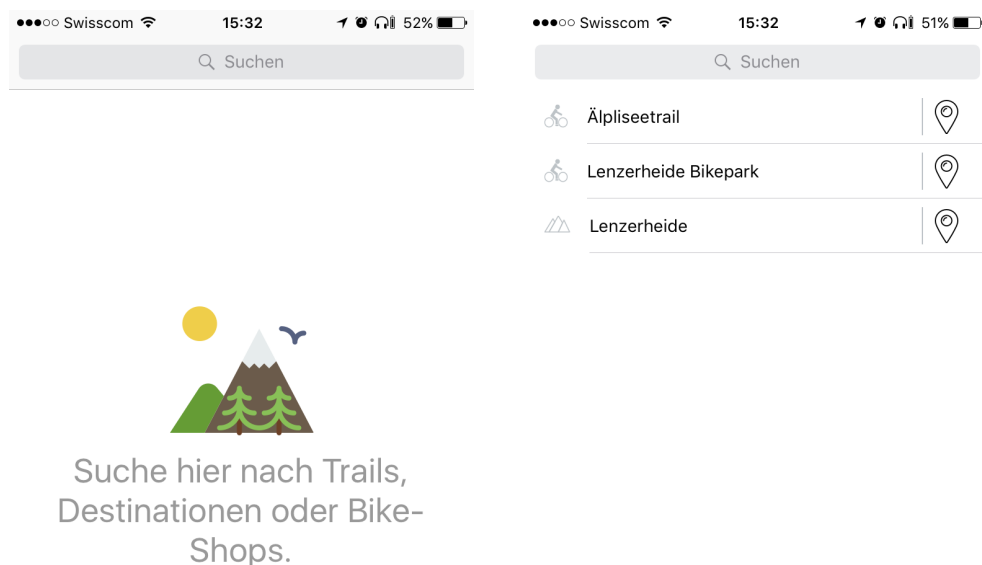 Swisscom 15:32 52%
Suchen
Suche hier nach Trails,
Destinationen oder Bike-
Shops.
Swisscom 15:32 51%
Suchen
Älpliseetrail
Lenzerheide Bikepark
Lenzerheide